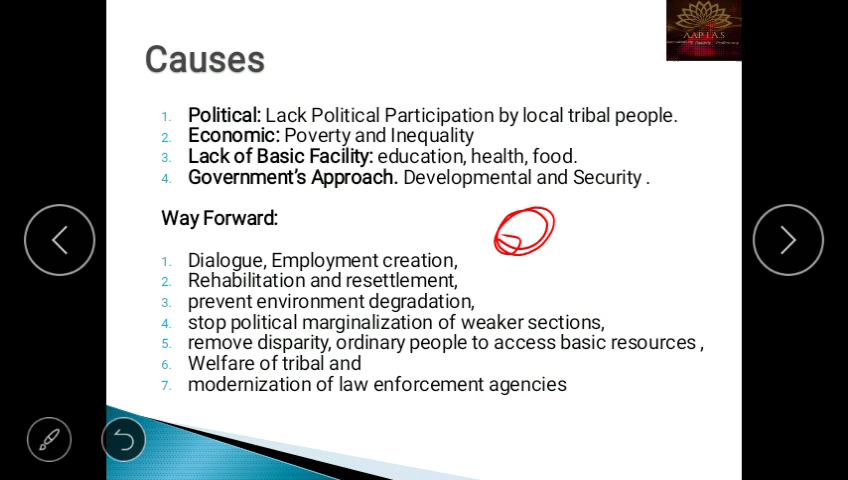 A A P I.A.S
Causes
1. Political: Lack Political Participation by local tribal people.
2. Economic: Poverty and Inequality
3. Lack of Basic Facility: education, health, food.
4. Government's Approach. Developmental and Security .
Way Forward:
1. Dialogue, Employment creation,
2. Rehabilitation and resettlement,
3. prevent environment degradation,
4. stop political marginalization of weaker sections,
5. remove disparity, ordinary people to access basic resources ,
6. Welfare of tribal and
7. modernization of law enforcement agencies